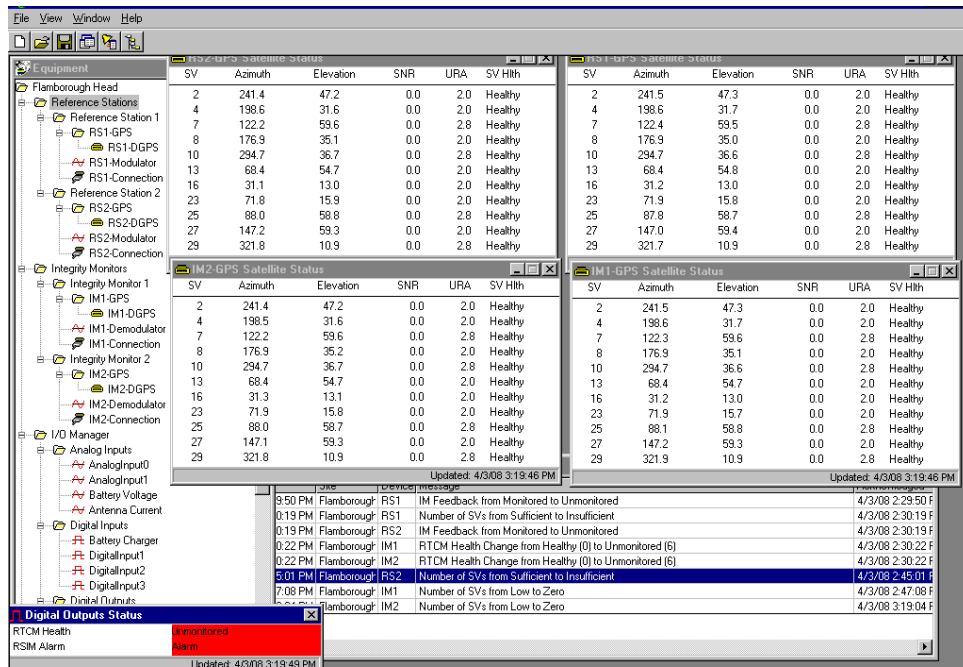 File View Window Help
Equipment
Flamborough Head
Reference Stations
Reference Station 1
RS1-GPS
RS1-DGPS
RS1-Modulator
RS1-Connection
Reference Station 2
RS2-GPS
RS2-DGPS
RS2-Modulator
RS2-Connection
Integrity Monitors
Integrity Monitor 1
IM1-GPS
IM1-DGPS
IM1-Demodulator
IM1-Connection
Integrity Monitor 2
IM2-GPS
IM2-DGPS
IM2-Demodulator
IM2-Connection
I/O Manager
Analog Inputs
AnalogInput0
AnalogInput1
Battery Voltage
Antenna Current
Digital Inputs
Battery Charger
DigitalInput1
DigitalInput2
DigitalInput3
Digital Outputs
RS2-GPS Satellite Status
SV Azimuth Elevation SNR URA SV Hlth
2 241.4 47.2 0.0 2.0 Healthy
4 198.6 31.6 0.0 2.0 Healthy
7 122.2 59.6 0.0 2.8 Healthy
8 176.9 35.1 0.0 2.0 Healthy
10 294.7 36.7 0.0 2.8 Healthy
13 68.4 54.7 0.0 2.0 Healthy
16 31.1 13.0 0.0 2.0 Healthy
23 71.8 15.9 0.0 2.0 Healthy
25 88.0 58.8 0.0 2.8 Healthy
27 147.2 59.3 0.0 2.0 Healthy
29 321.8 10.9 0.0 2.8 Healthy
RS1-GPS Satellite Status
SV Azimuth Elevation SNR URA SV Hlth
2 241.5 47.3 0.0 2.0 Healthy
4 198.6 31.7 0.0 2.0 Healthy
7 122.4 59.5 0.0 2.8 Healthy
8 176.9 35.0 0.0 2.0 Healthy
10 294.7 36.6 0.0 2.8 Healthy
13 68.4 54.8 0.0 2.0 Healthy
16 31.2 13.0 0.0 2.0 Healthy
23 71.9 15.8 0.0 2.0 Healthy
25 87.8 58.7 0.0 2.8 Healthy
27 147.0 59.4 0.0 2.0 Healthy
29 321.7 10.9 0.0 2.8 Healthy
IM2-GPS Satellite Status
SV Azimuth Elevation SNR URA SV Hlth
2 241.4 47.2 0.0 2.0 Healthy
4 198.5 31.6 0.0 2.0 Healthy
7 122.2 59.6 0.0 2.8 Healthy
8 176.9 35.2 0.0 2.0 Healthy
10 294.7 36.7 0.0 2.8 Healthy
13 68.4 54.7 0.0 2.0 Healthy
16 31.3 13.1 0.0 2.0 Healthy
23 71.9 15.8 0.0 2.0 Healthy
25 88.0 58.7 0.0 2.8 Healthy
27 147.1 59.3 0.0 2.0 Healthy
29 321.8 10.9 0.0 2.8 Healthy
Updated: 4/3/08 3:19:46 PM
IM1-GPS Satellite Status
SV Azimuth Elevation SNR URA SV Hlth
2 241.5 47.3 0.0 2.0 Healthy
4 198.6 31.7 0.0 2.0 Healthy
7 122.3 59.6 0.0 2.8 Healthy
8 176.9 35.1 0.0 2.0 Healthy
10 294.7 36.6 0.0 2.8 Healthy
13 68.4 54.7 0.0 2.0 Healthy
16 31.2 13.0 0.0 2.0 Healthy
23 71.9 15.7 0.0 2.0 Healthy
25 88.1 58.8 0.0 2.8 Healthy
27 147.2 59.3 0.0 2.0 Healthy
29 321.9 10.9 0.0 2.8 Healthy
Updated: 4/3/08 3:19:46 PM
Site Device Message Acknowledged
9:50 PM Flamborough RS1 IM Feedback from Monitored to Unmonitored 4/3/08 2:29:50 P
0:19 PM Flamborough RS1 Number of SVs from Sufficient to Insufficient 4/3/08 2:30:19 P
0:19 PM Flamborough RS2 IM Feedback from Monitored to Unmonitored 4/3/08 2:30:19 P
0:22 PM Flamborough IM1 RTCM Health Change from Healthy (0) to Unmonitored (6) 4/3/08 2:30:22 P
0:22 PM Flamborough IM2 RTCM Health Change from Healthy (0) to Unmonitored (6) 4/3/08 2:30:22 P
5:01 PM Flamborough RS2 Number of SVs from Sufficient to Insufficient 4/3/08 2:45:01 P
7:08 PM Flamborough IM1 Number of SVs from Low to Zero 4/3/08 2:47:08 P
PM Flamborough IM2 Number of SVs from Low to Zero 4/3/08 3:19:04 P
Digital Outputs Status
RTCM Health Unmonitored
RSIM Alarm Alarm
Updated: 4/3/08 3:19:49 PM